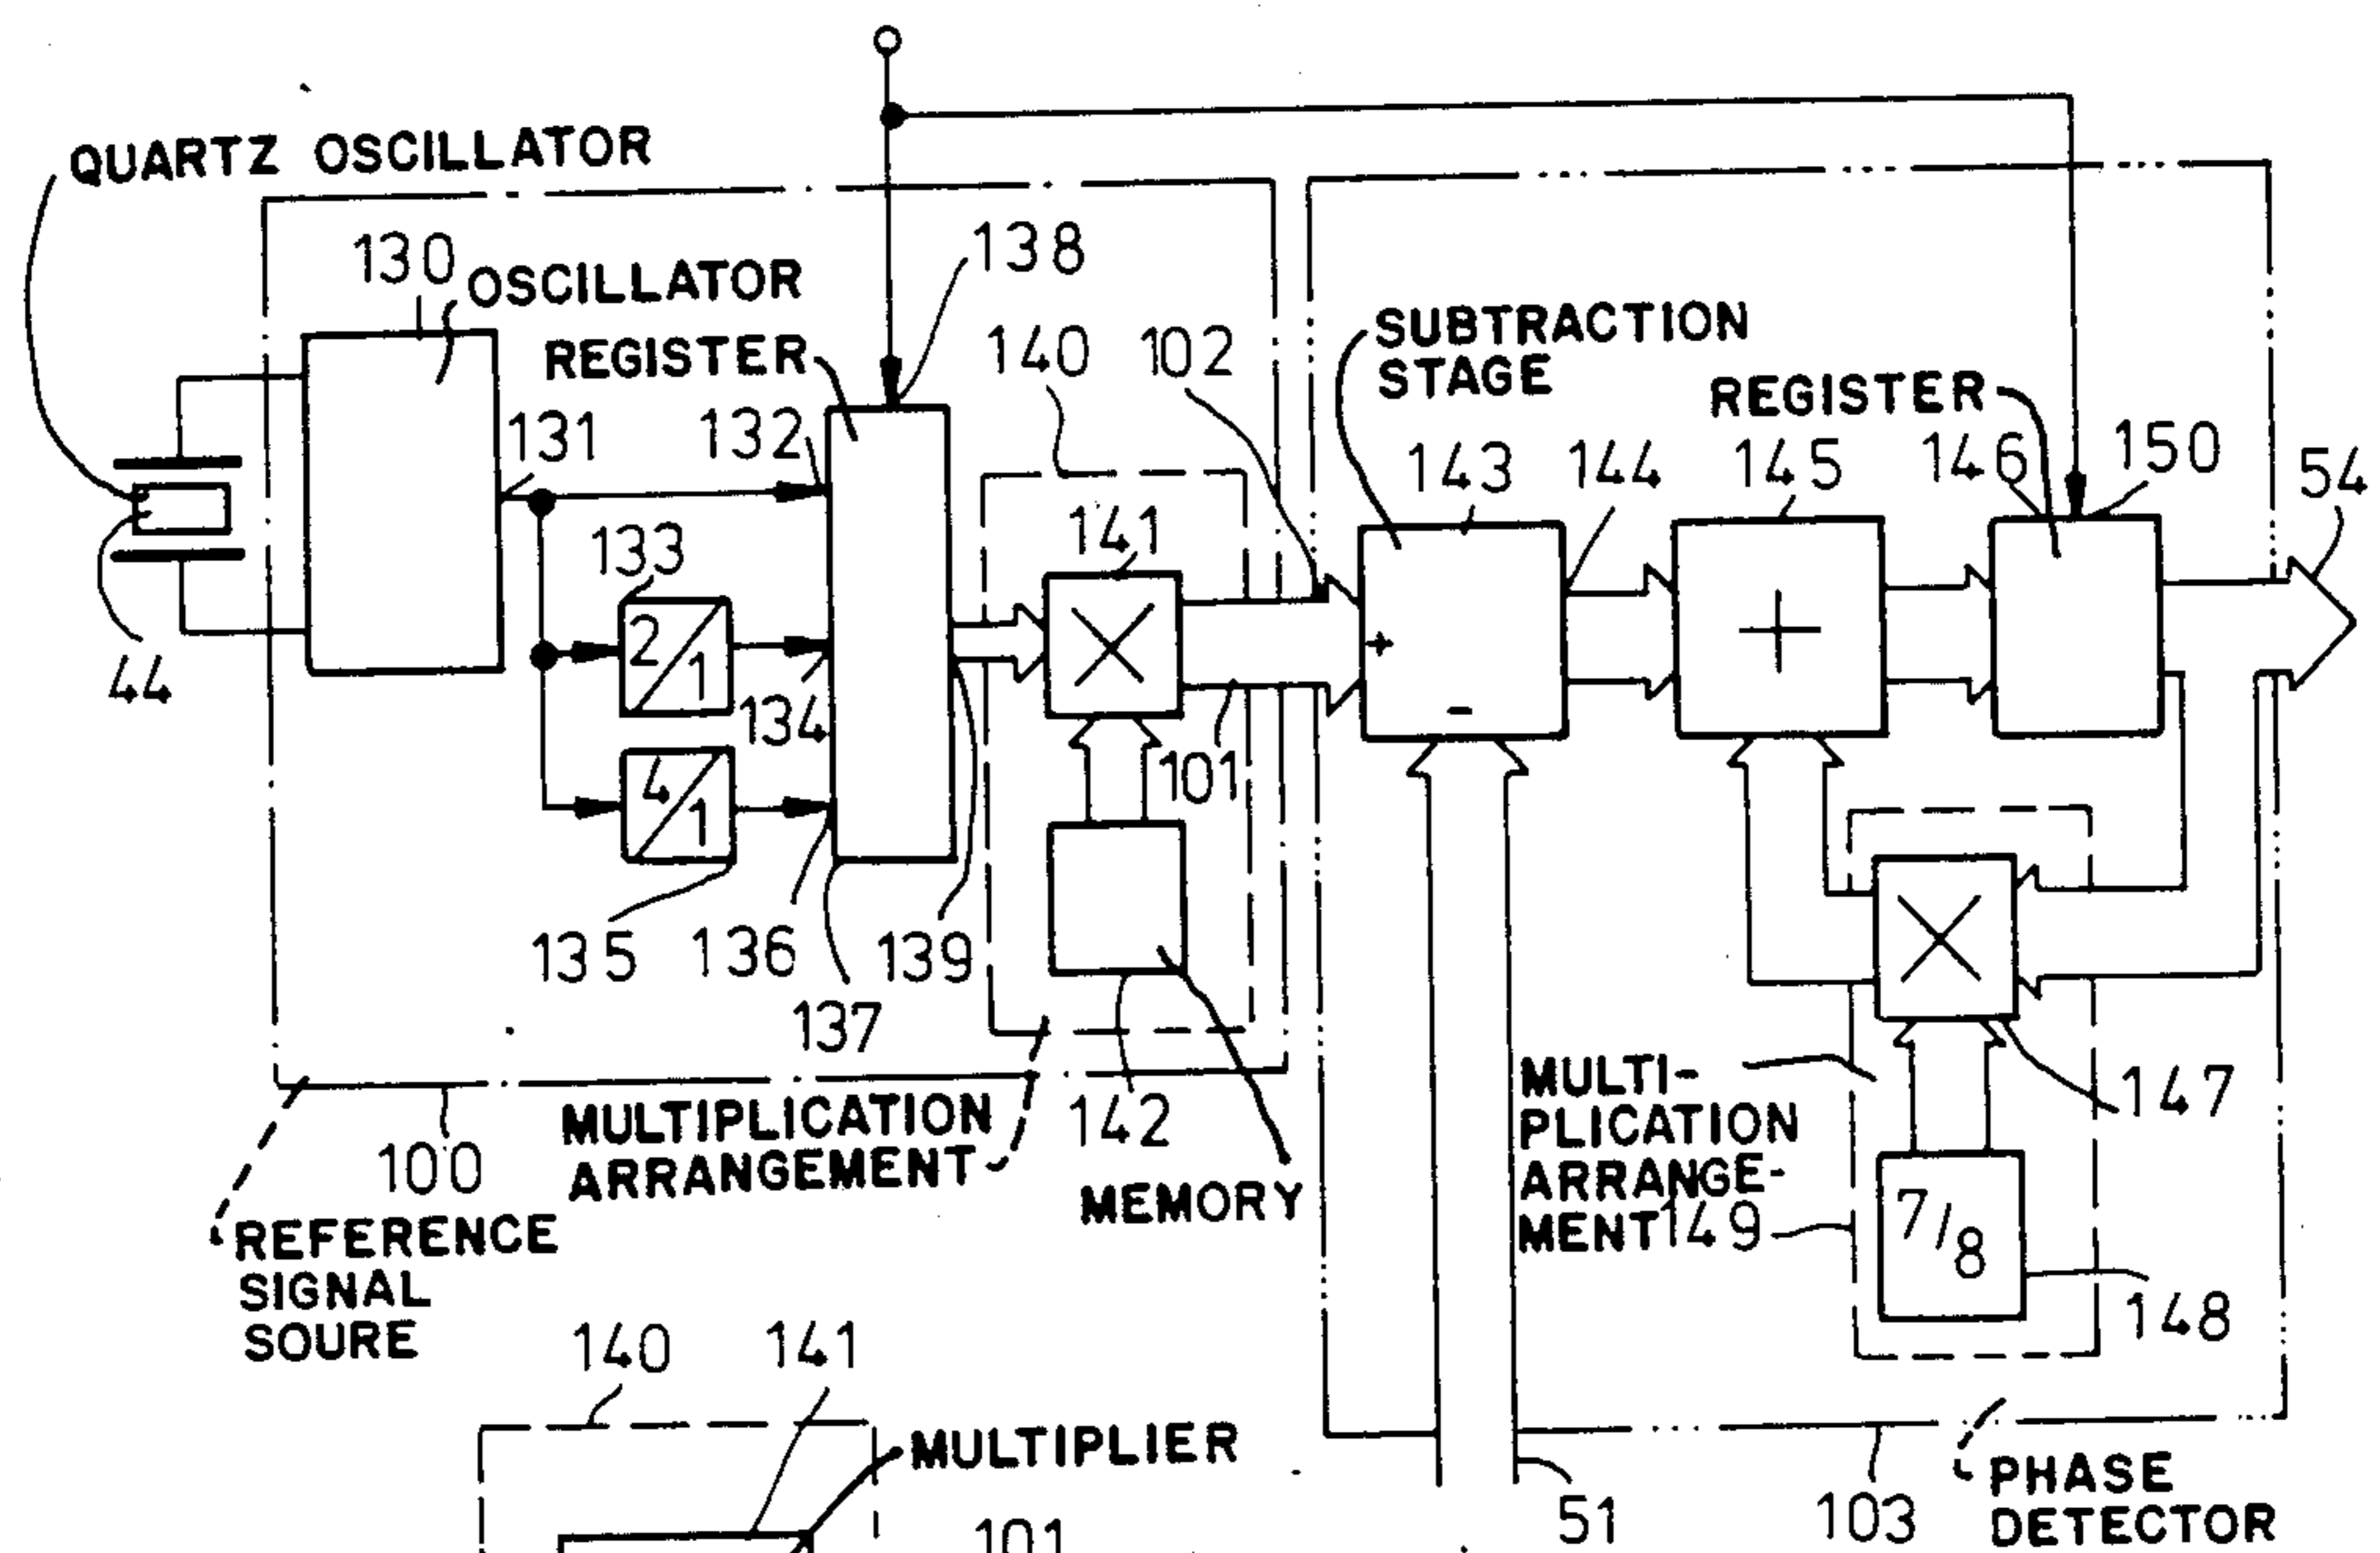 QUARTZ OSCILLATOR
130
OSCILLATOR
138
REGISTER
140
102
SUBTRACTION
STAGE
REGISTER
131
132
143
144
145
146
150
54
133
141
2/1
+
+
X
-
44
134
101
4/1
135
136
139
137
X
147
100
MULTIPLICATION
ARRANGEMENT
142
MEMORY
MULTI-
PLICATION
ARRANGE-
MENT
149
7/8
148
REFERENCE
SIGNAL
SOURE
140
141
MULTIPLIER
101
51
103
PHASE
DETECTOR